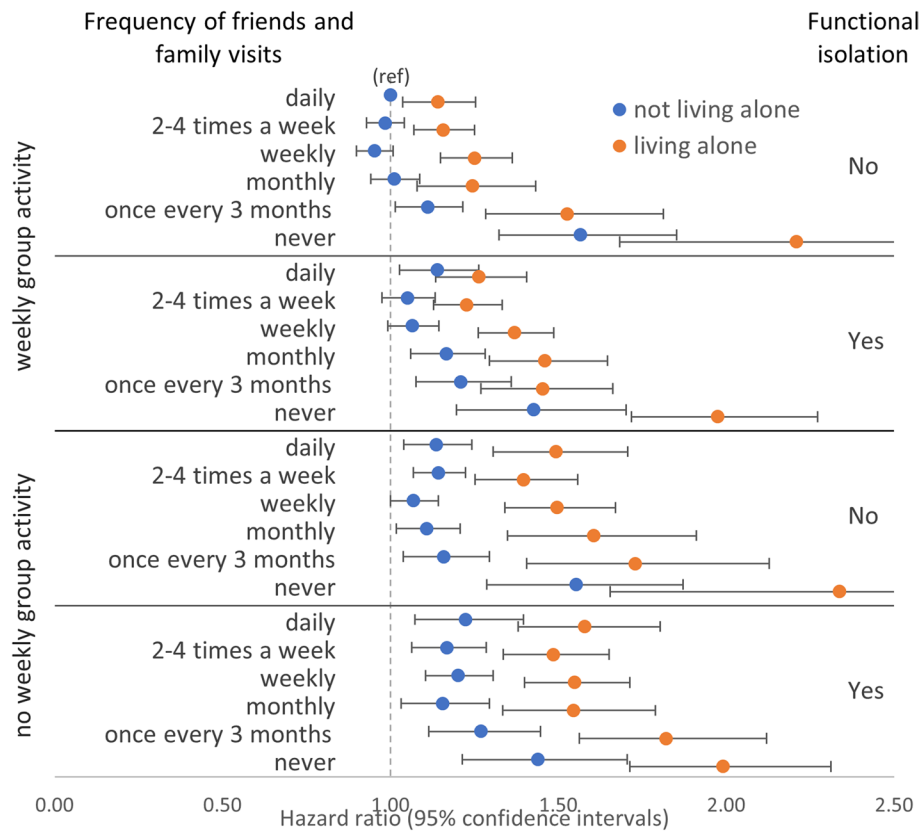 Frequency of friends and family visits
Functional isolation
(ref)
not living alone
living alone
weekly group activity
daily
2-4 times a week
weekly
monthly
once every 3 months
never
No
daily
2-4 times a week
weekly
monthly
once every 3 months
never
Yes
no weekly group activity
daily
2-4 times a week
weekly
monthly
once every 3 months
never
No
daily
2-4 times a week
weekly
monthly
once every 3 months
never
Yes
0.00 0.50 1.00 1.50 2.00 2.50
Hazard ratio (95% confidence intervals)